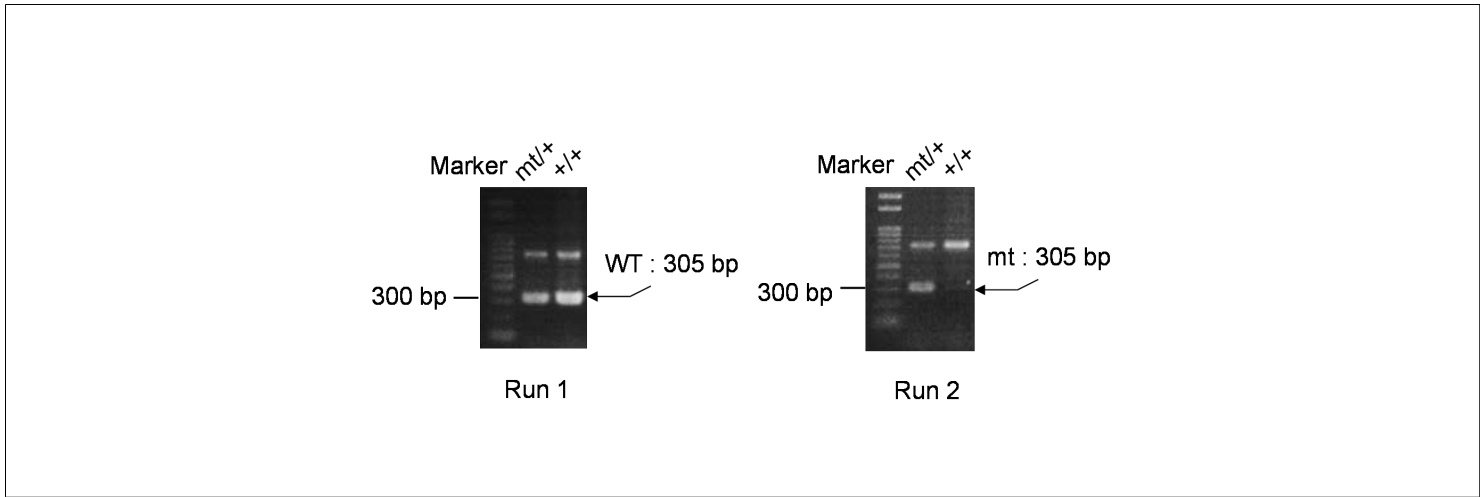 Marker mt/+ +/+
WT : 305 bp
300 bp
Run 1
Marker mt/+ +/+
mt : 305 bp
300 bp
Run 2